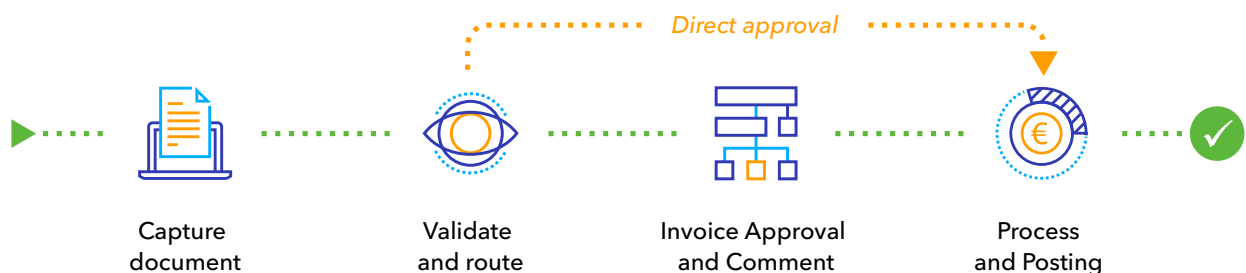 Direct approval
€
Capture
document
Validate
and route
Invoice Approval
and Comment
Process
and Posting